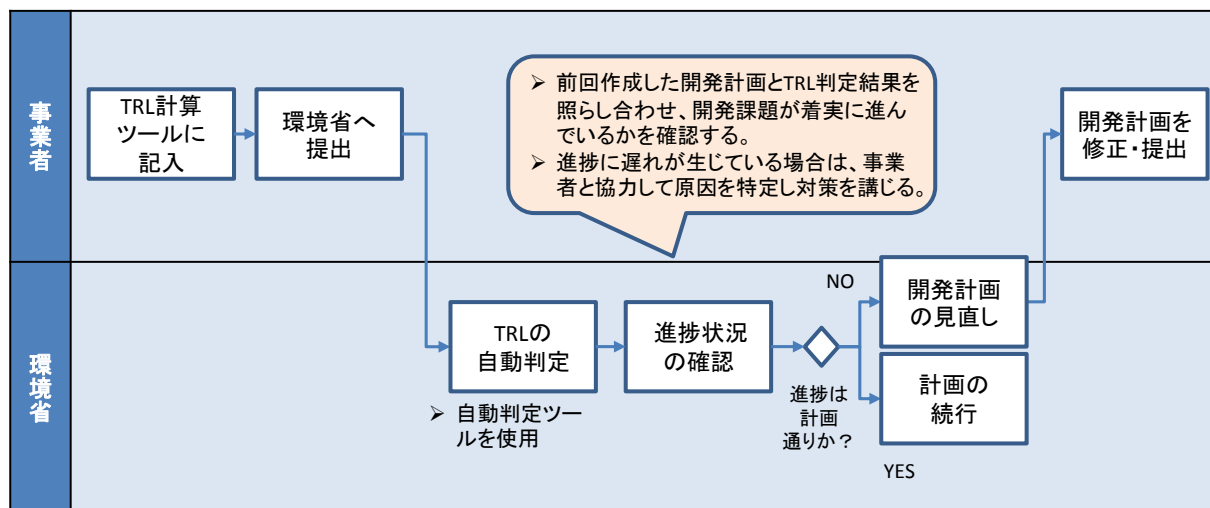 事業者
TRL計算
ツールに
記入
環境省へ
提出
➢ 前回作成した開発計画とTRL判定結果を
照らし合わせ、開発課題が着実に進ん
でいるかを確認する。
➢ 進捗に遅れが生じている場合は、事業
者と協力して原因を特定し対策を講じる。
開発計画を
修正・提出
環境省
TRLの
自動判定
➢ 自動判定ツー
ルを使用
進捗状況
の確認
進捗は
計画
通りか？
NO
開発計画
の見直し
計画の
続行
YES